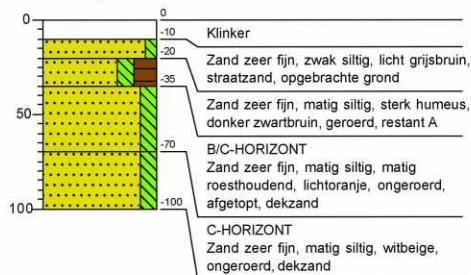 0
50
100
0
-10
Klinker
-20
Zand zeer fijn, zwak siltig, licht grijsbruin,
straatzand, opgebrachte grond
-35
Zand zeer fijn, matig siltig, sterk humeus,
donker zwartbruin, geroerd, restant A
-70
B/C-HORIZONT
Zand zeer fijn, matig siltig, matig
roesthoudend, lichtoranje, ongeroerd,
afgetopt, dekzand
-100
C-HORIZONT
Zand zeer fijn, matig siltig, witbeige,
ongeroerd, dekzand